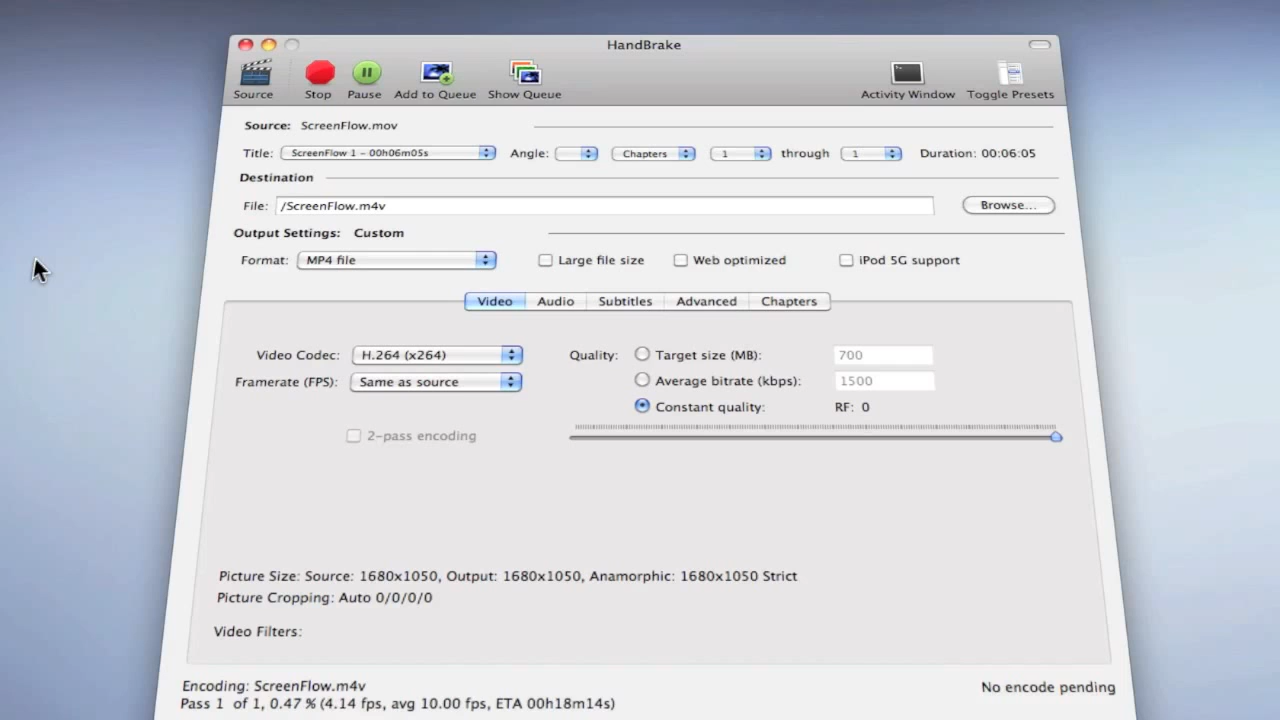 HandBrake
Source Stop Pause Add to Queue Show Queue Activity Window Toggle Presets
Source: ScreenFlow.mov
Title: ScreenFlow 1 - 00h06m05s Angle: Chapters 1 through 1 Duration: 00:06:05
Destination
File: /ScreenFlow.m4v Browse...
Output Settings: Custom
Format: MP4 file Large file size Web optimized iPod 5G support
Video Audio Subtitles Advanced Chapters
Video Codec: H.264 (x264) Quality: Target size (MB): 700
Framerate (FPS): Same as source Average bitrate (kbps): 1500
Constant quality: RF: 0
2-pass encoding
Picture Size: Source: 1680x1050, Output: 1680x1050, Anamorphic: 1680x1050 Strict
Picture Cropping: Auto 0/0/0/0
Video Filters:
Encoding: ScreenFlow.m4v No encode pending
Pass 1 of 1, 0.47 % (4.14 fps, avg 10.00 fps, ETA 00h18m14s)